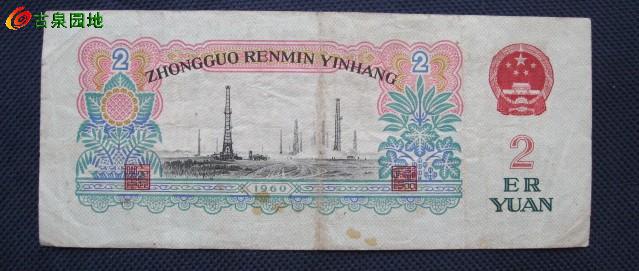 古泉园地
2
2
ZHONGGUO RENMIN YINHANG
1960
2
ER
YUAN